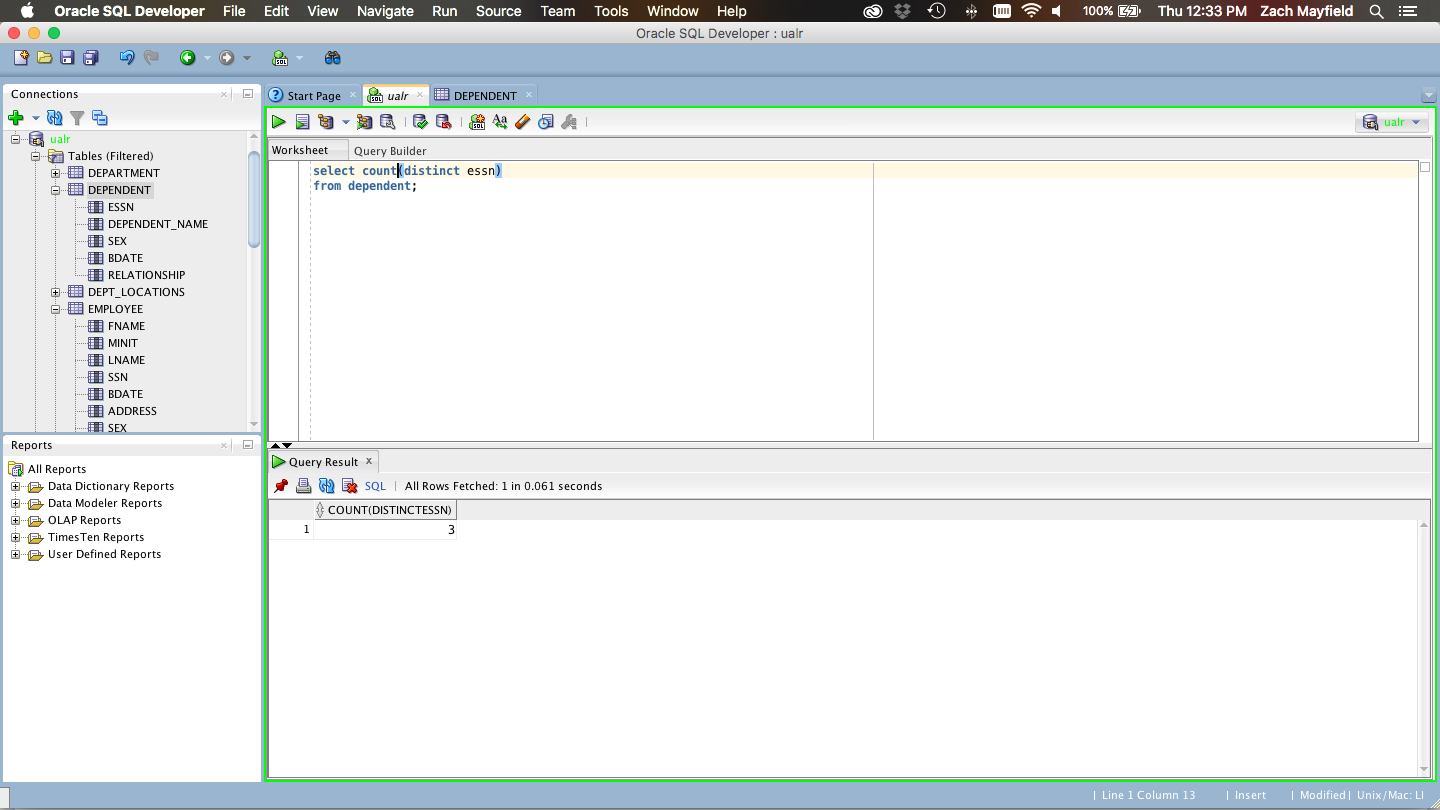 Oracle SQL Developer File Edit View Navigate Run Source Team Tools Window Help 100% Thu 12:33 PM Zach Mayfield
Oracle SQL Developer : ualr
Connections
ualr
Tables (Filtered)
DEPARTMENT
DEPENDENT
ESSN
DEPENDENT_NAME
SEX
BDATE
RELATIONSHIP
DEPT_LOCATIONS
EMPLOYEE
FNAME
MINIT
LNAME
SSN
BDATE
ADDRESS
SEX
Reports
All Reports
Data Dictionary Reports
Data Modeler Reports
OLAP Reports
TimesTen Reports
User Defined Reports
Start Page ualr DEPENDENT
ualr
Worksheet Query Builder
select count(distinct essn)
from dependent;
Query Result
SQL | All Rows Fetched: 1 in 0.061 seconds
COUNT(DISTINCTESSN)
1 3
| Line 1 Column 13 | Insert | Modified | Unix/Mac: LI